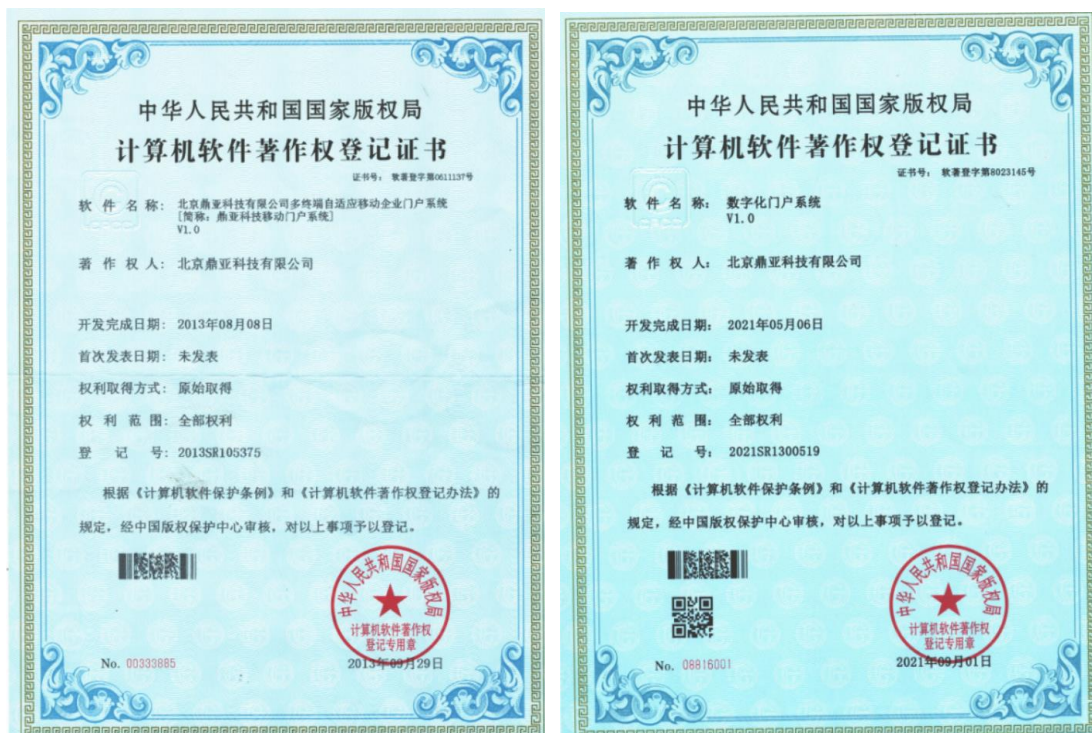 中华人民共和国国家版权局
计算机软件著作权登记证书
证书号： 软著登字第0611137号
软件名称： 北京鼎亚科技有限公司多终端自适应移动企业门户系统
[简称：鼎亚科技移动门户系统]
V1.0
著作权人： 北京鼎亚科技有限公司
开发完成日期： 2013年08月08日
首次发表日期： 未发表
权利取得方式： 原始取得
权利范围： 全部权利
登记号： 2013SR105375
根据《计算机软件保护条例》和《计算机软件著作权登记办法》的
规定，经中国版权保护中心审核，对以上事项予以登记。
中华人民共和国国家版权局
计算机软件著作权
登记专用章
No. 00333885
2013年09月29日
中华人民共和国国家版权局
计算机软件著作权登记证书
证书号： 软著登字第8023145号
软件名称： 数字化门户系统
V1.0
著作权人： 北京鼎亚科技有限公司
开发完成日期： 2021年05月06日
首次发表日期： 未发表
权利取得方式： 原始取得
权利范围： 全部权利
登记号： 2021SR1300519
根据《计算机软件保护条例》和《计算机软件著作权登记办法》的
规定，经中国版权保护中心审核，对以上事项予以登记。
中华人民共和国国家版权局
计算机软件著作权
登记专用章
No. 08816001
2021年09月01日